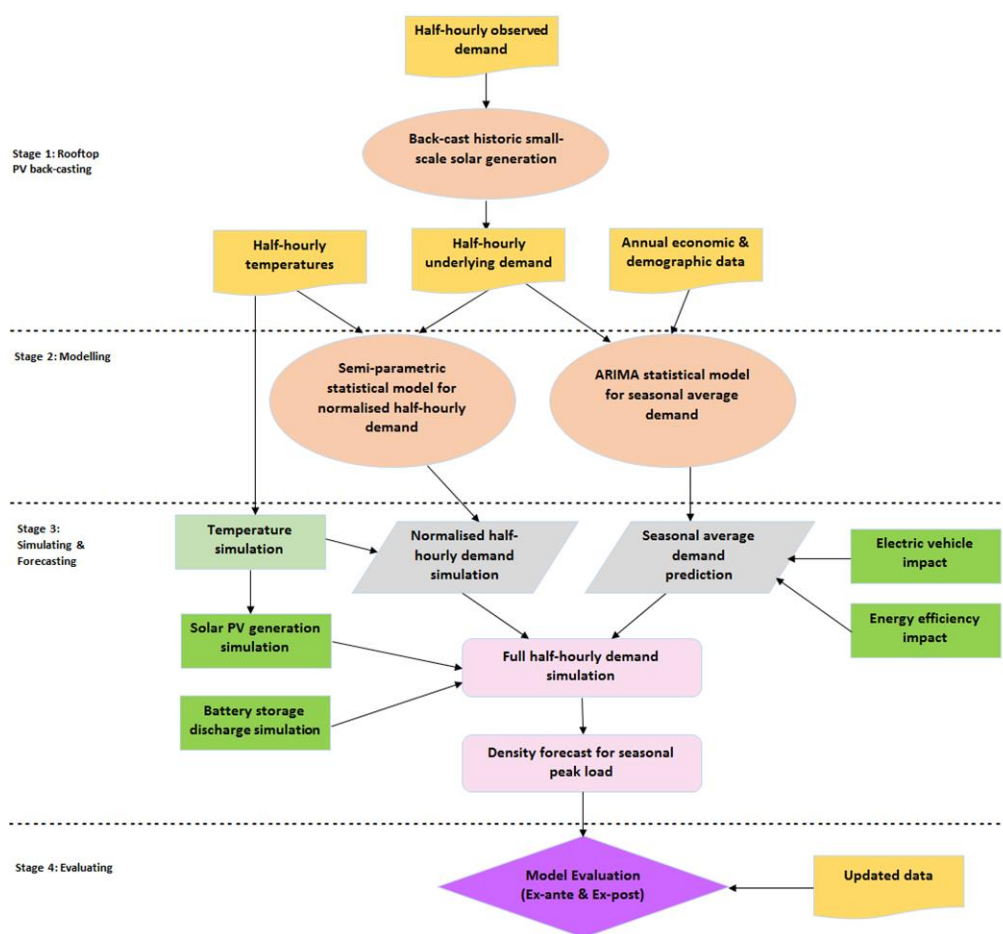 Half-hourly observed
demand
Back-cast historic small-
scale solar generation
Stage 1: Rooftop
PV back-casting
Half-hourly
temperatures
Half-hourly
underlying demand
Annual economic &
demographic data
Stage 2: Modelling
Semi-parametric
statistical model for
normalised half-hourly
demand
ARIMA statistical model
for seasonal average
demand
Stage 3:
Simulating &
Forecasting
Temperature
simulation
Normalised half-
hourly demand
simulation
Seasonal average
demand
prediction
Electric vehicle
impact
Solar PV generation
simulation
Energy efficiency
impact
Full half-hourly demand
simulation
Battery storage
discharge simulation
Density forecast for seasonal
peak load
Stage 4: Evaluating
Model Evaluation
(Ex-ante & Ex-post)
Updated data